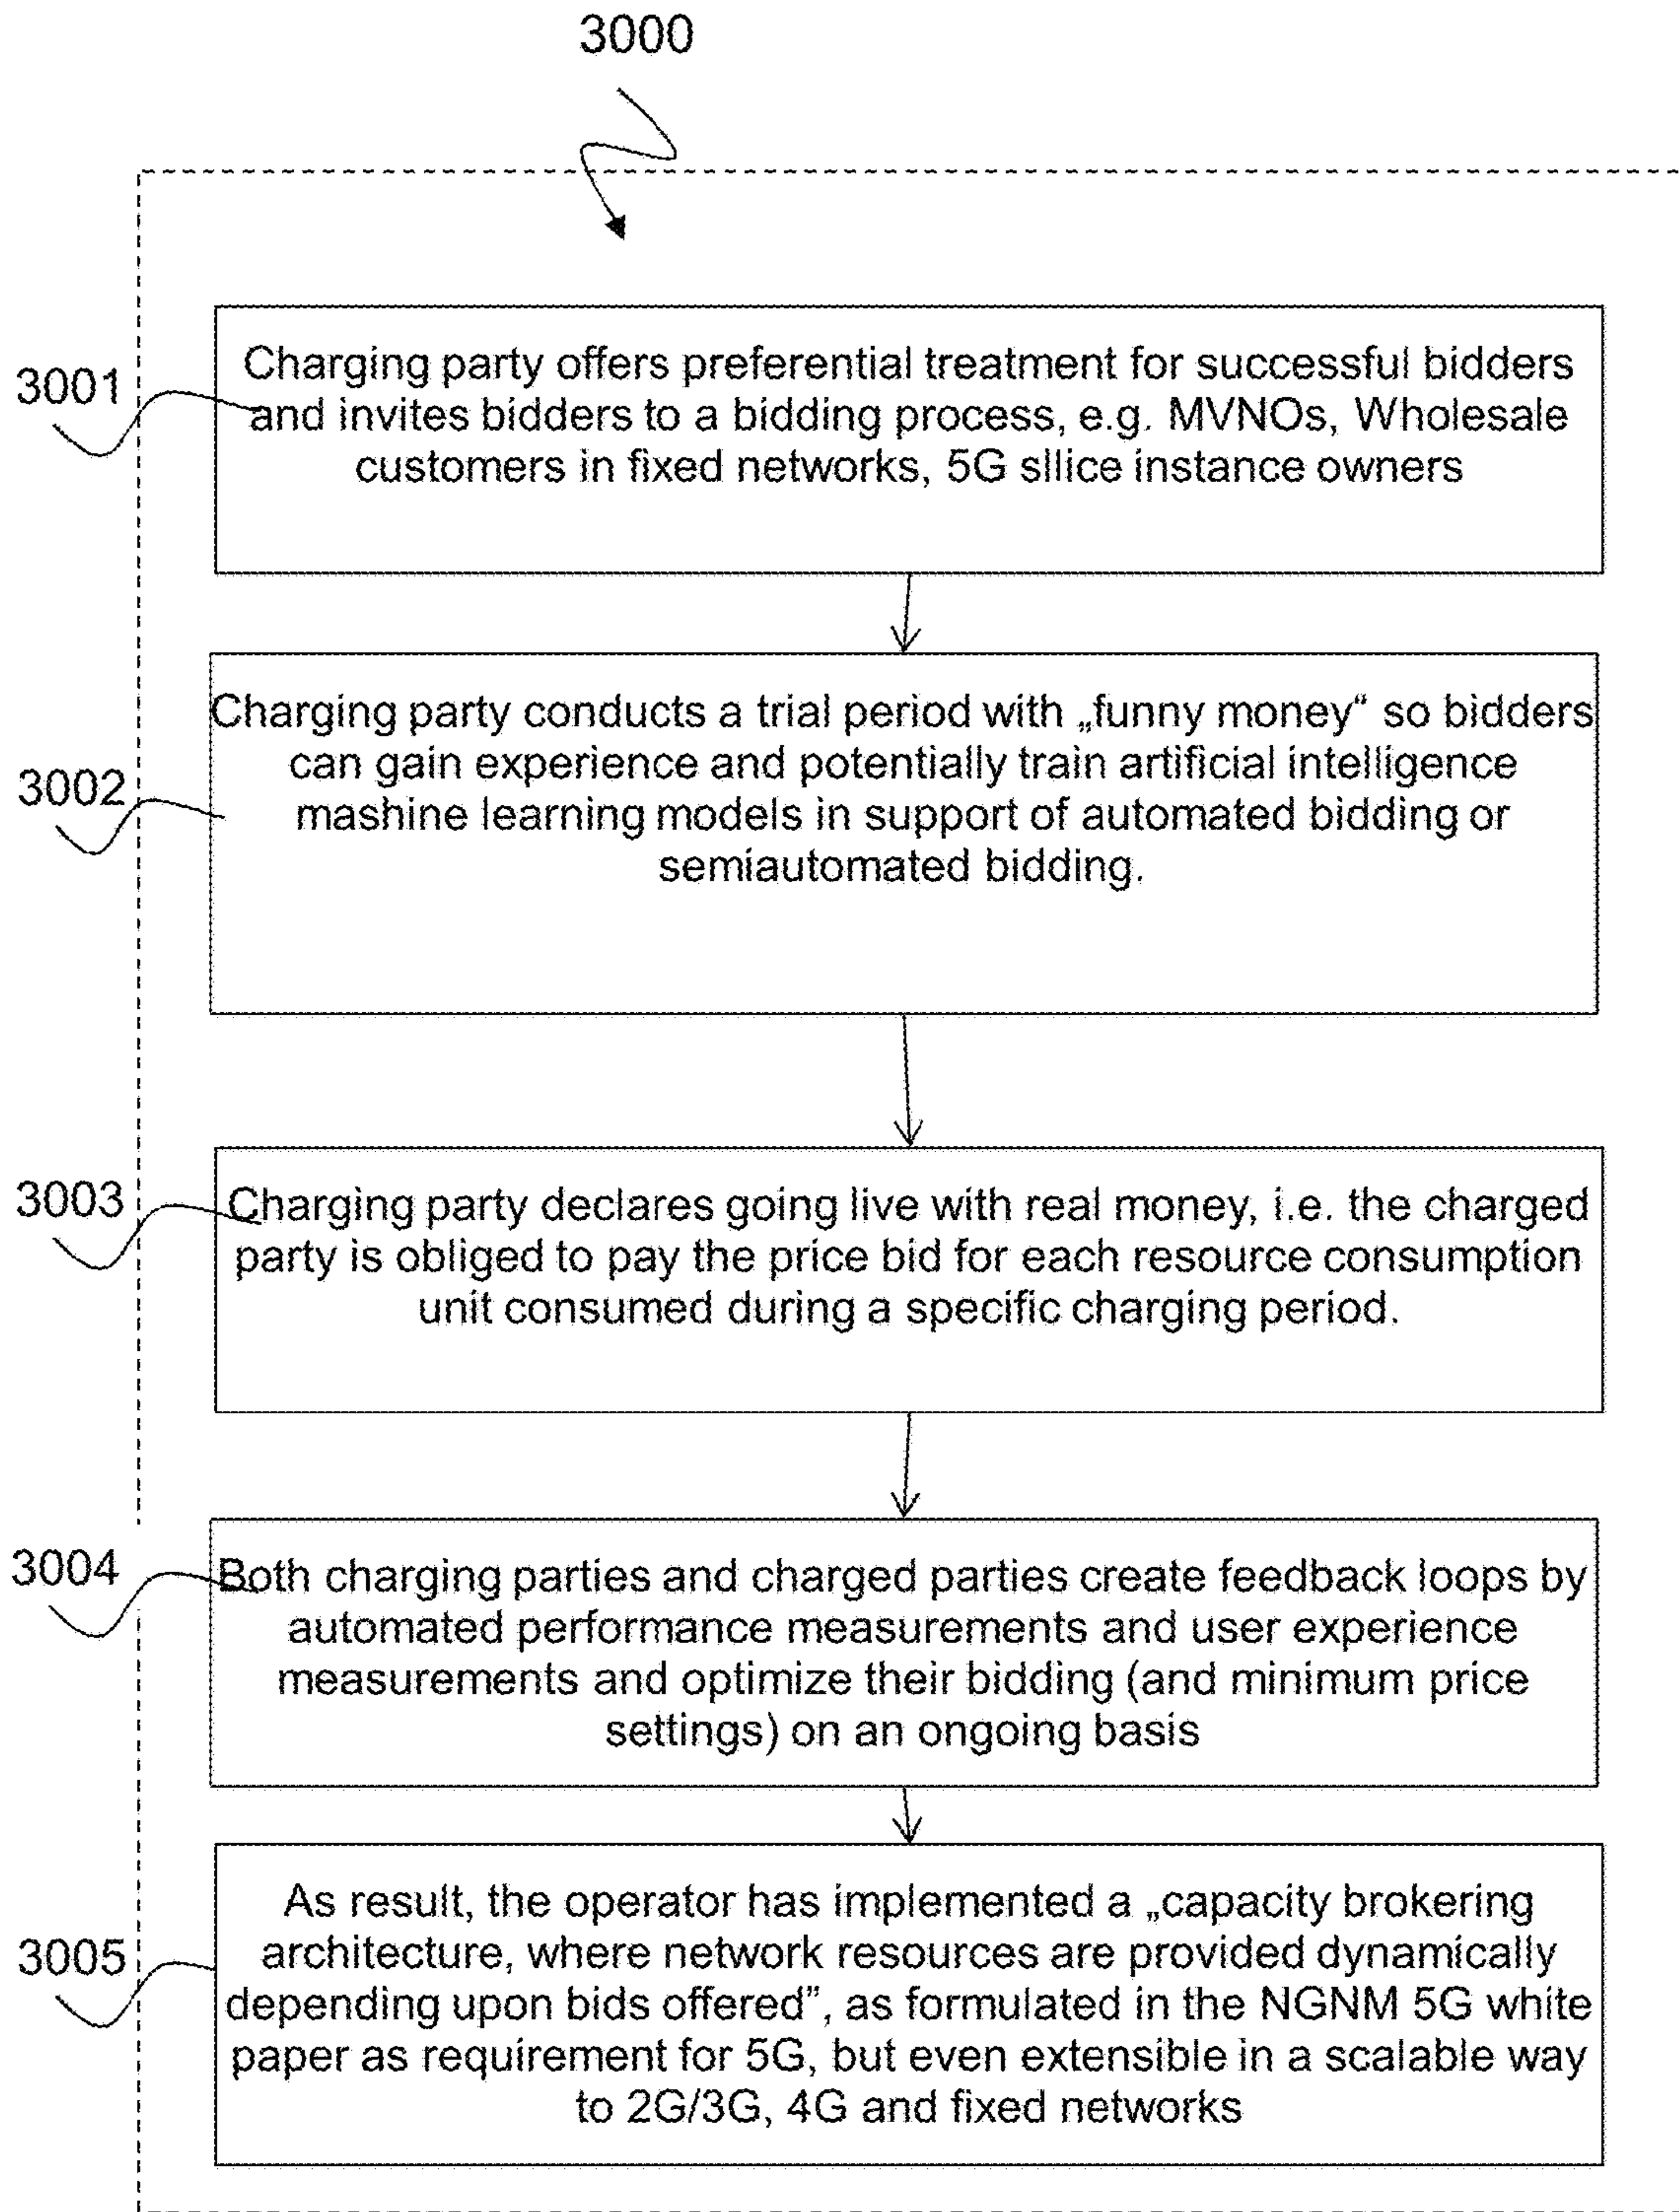 3000
3001
Charging party offers preferential treatment for successful bidders
and invites bidders to a bidding process, e.g. MVNOs, Wholesale
customers in fixed networks, 5G sllice instance owners
3002
Charging party conducts a trial period with „funny money“ so bidders
can gain experience and potentially train artificial intelligence
mashine learning models in support of automated bidding or
semiautomated bidding.
3003
Charging party declares going live with real money, i.e. the charged
party is obliged to pay the price bid for each resource consumption
unit consumed during a specific charging period.
3004
Both charging parties and charged parties create feedback loops by
automated performance measurements and user experience
measurements and optimize their bidding (and minimum price
settings) on an ongoing basis
3005
As result, the operator has implemented a „capacity brokering
architecture, where network resources are provided dynamically
depending upon bids offered”, as formulated in the NGNM 5G white
paper as requirement for 5G, but even extensible in a scalable way
to 2G/3G, 4G and fixed networks